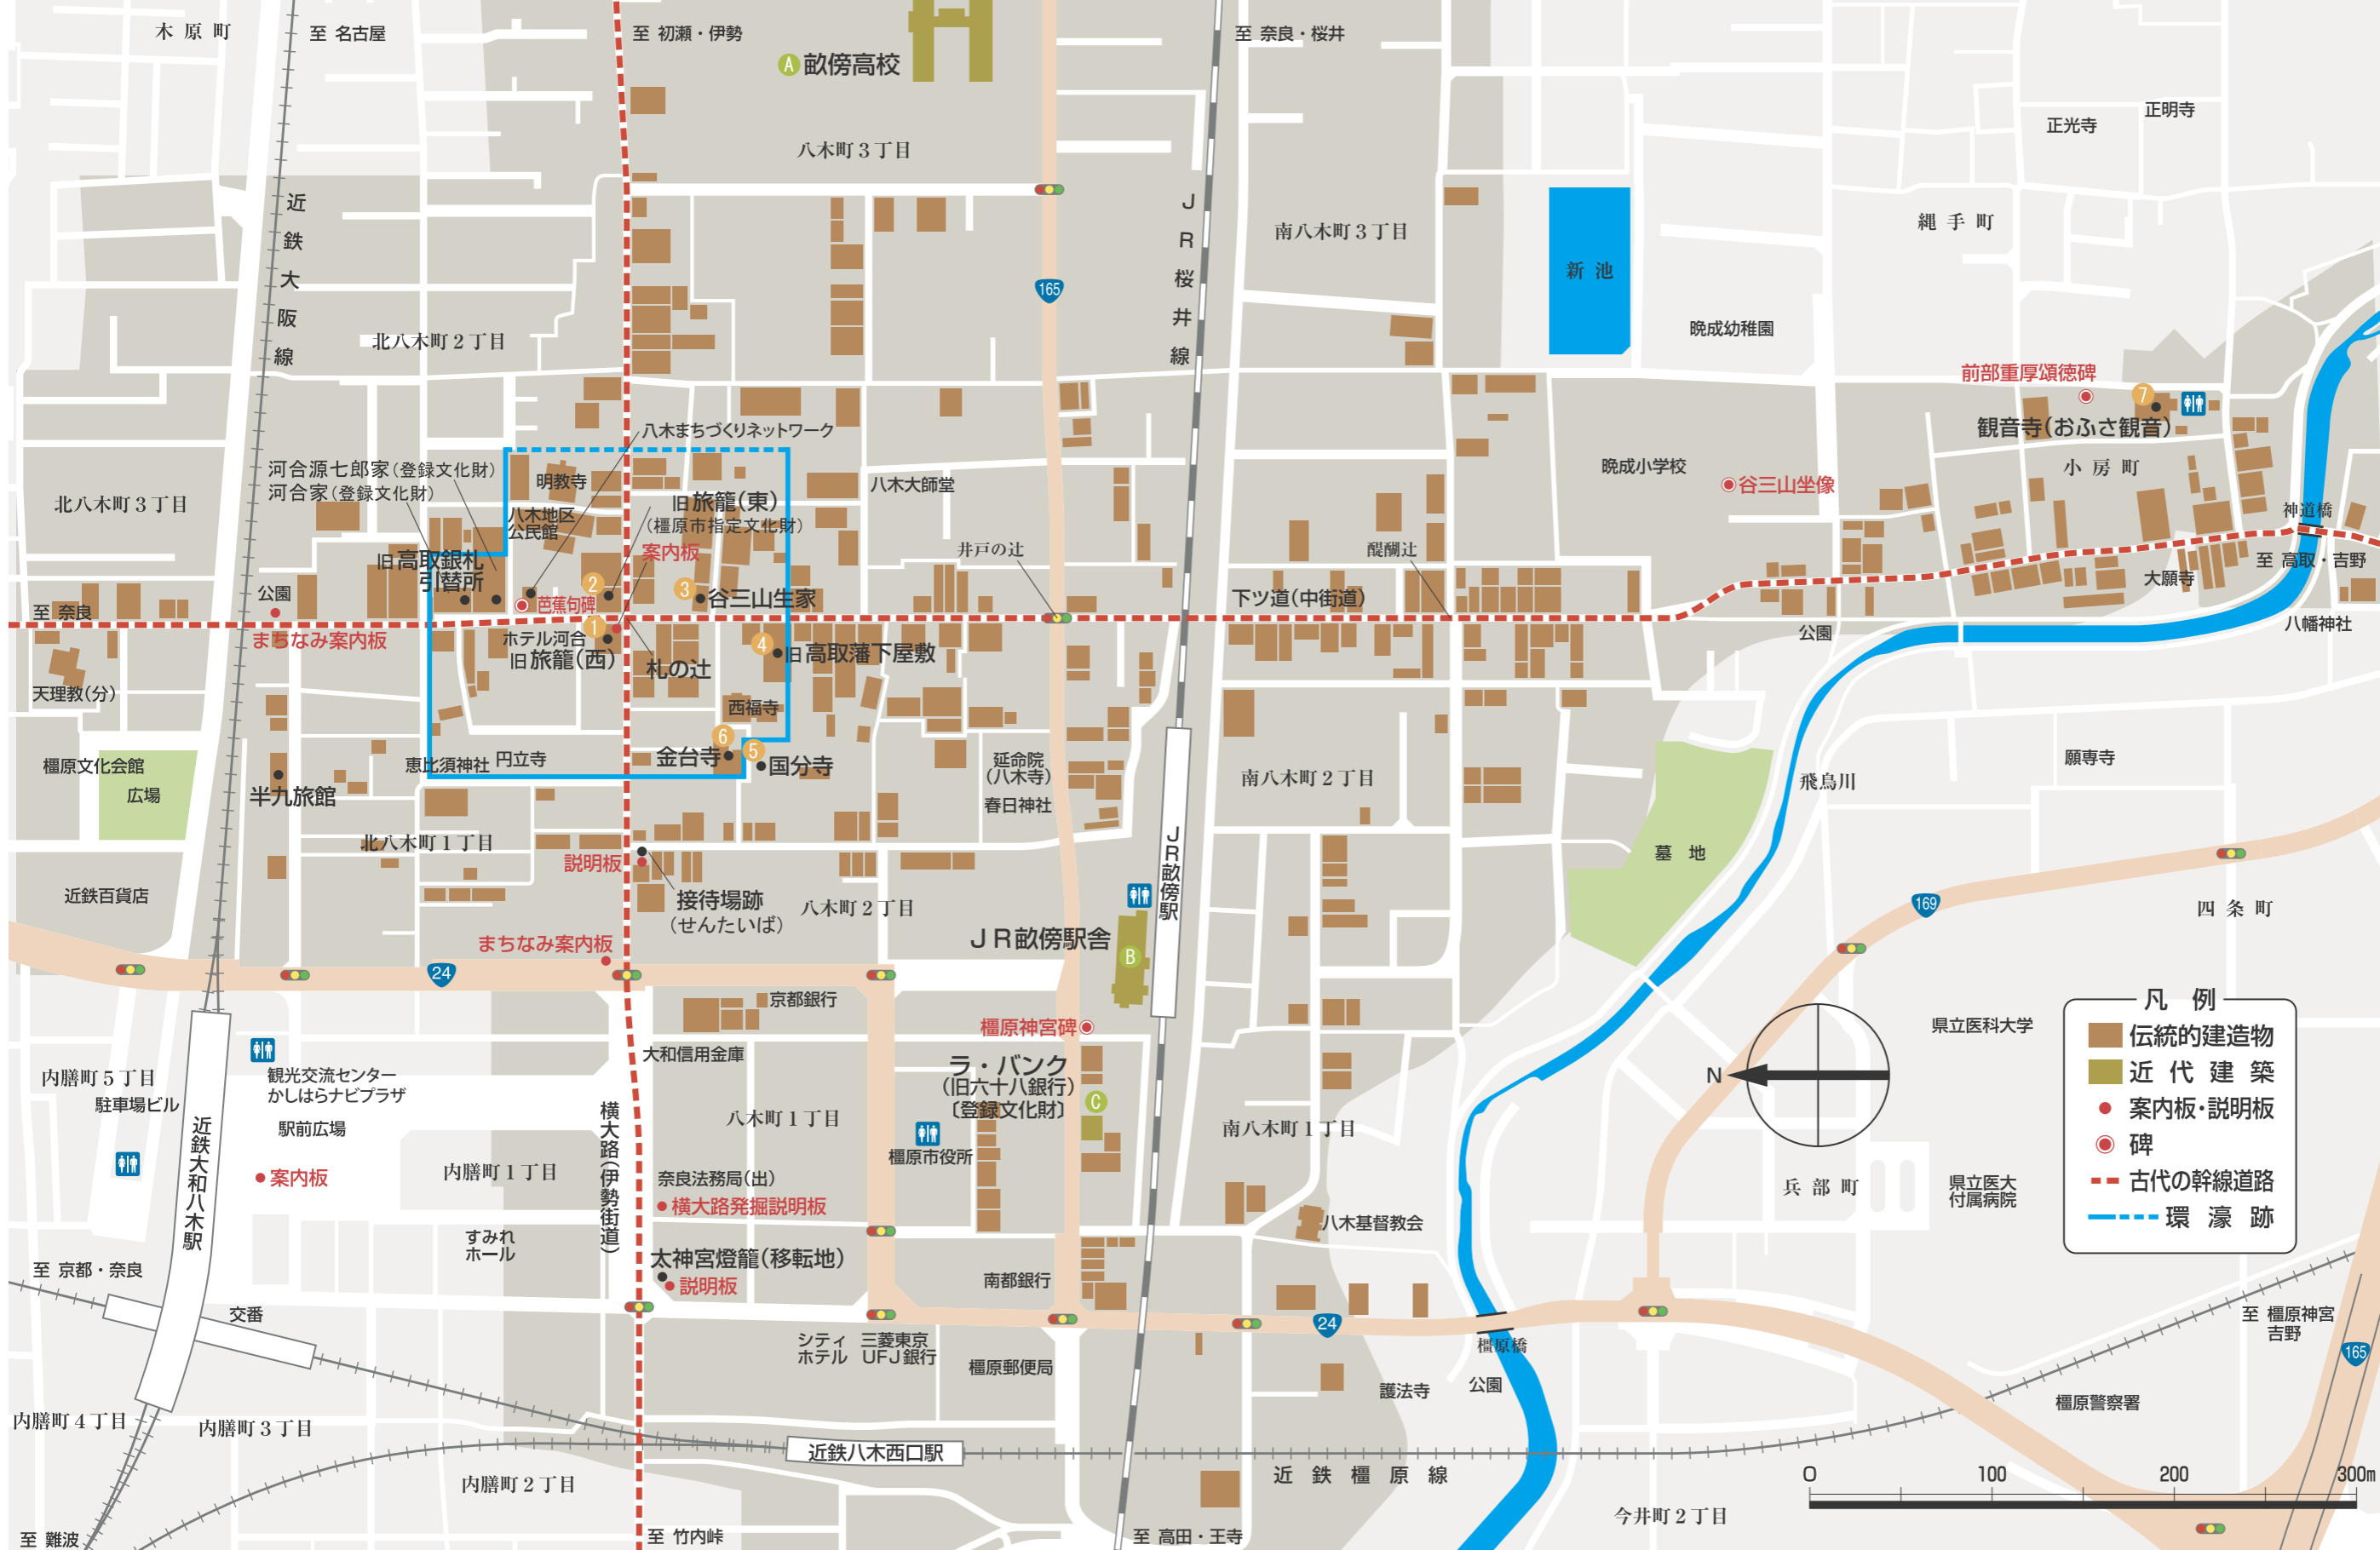 木原町
至 名古屋
至 初瀬・伊勢
A 畝傍高校
至 奈良・桜井
正光寺
正明寺
八木町3丁目
近鉄大阪線
JR桜井線
165
南八木町3丁目
新池
縄手町
北八木町2丁目
晩成幼稚園
前部重厚頌徳碑
7
観音寺(おふさ観音)
小房町
八木まちづくりネットワーク
河合源七郎家(登録文化財)
河合家(登録文化財)
北八木町3丁目
明教寺
八木地区
公民館
旧旅籠(東)
(橿原市指定文化財)
案内板
八木大師堂
晩成小学校
谷三山坐像
神道橋
井戸の辻
醍醐辻
旧高取銀札
引替所
至 高取・吉野
大願寺
公園
至 奈良
まちなみ案内板
芭蕉句碑
2
3
谷三山生家
下ツ道(中街道)
1
ホテル河合
旧旅籠(西)
札の辻
4
旧高取藩下屋敷
公園
八幡神社
天理教(分)
西福寺
6
金台寺
5
国分寺
恵比須神社
円立寺
橿原文化会館
広場
半九旅館
延命院
(八木寺)
春日神社
南八木町2丁目
飛鳥川
願専寺
北八木町1丁目
説明板
接待場跡
(せんたいば)
八木町2丁目
JR畝傍駅
墓地
近鉄百貨店
まちなみ案内板
JR畝傍駅舎
B
169
四条町
24
京都銀行
大和信用金庫
橿原神宮碑
ラ・バンク
(旧六十八銀行)
〔登録文化財〕
C
県立医科大学
N
凡例
伝統的建造物
近代建築
案内板・説明板
碑
古代の幹線道路
環濠跡
内膳町5丁目
駐車場ビル
観光交流センター
かしはらナビプラザ
駅前広場
案内板
近鉄大和八木駅
横大路(伊勢街道)
八木町1丁目
橿原市役所
南八木町1丁目
内膳町1丁目
奈良法務局(出)
横大路発掘説明板
兵部町
県立医大
付属病院
八木基督教会
すみれ
ホール
太神宮燈籠(移転地)
説明板
南都銀行
至 京都・奈良
交番
24
シティ
ホテル
三菱東京
UFJ銀行
橿原郵便局
橿原橋
公園
護法寺
至 橿原神宮
吉野
165
橿原警察署
内膳町4丁目
内膳町3丁目
内膳町2丁目
近鉄八木西口駅
近鉄橿原線
今井町2丁目
0 100 200 300m
至 難波
至 竹内峠
至 高田・王寺